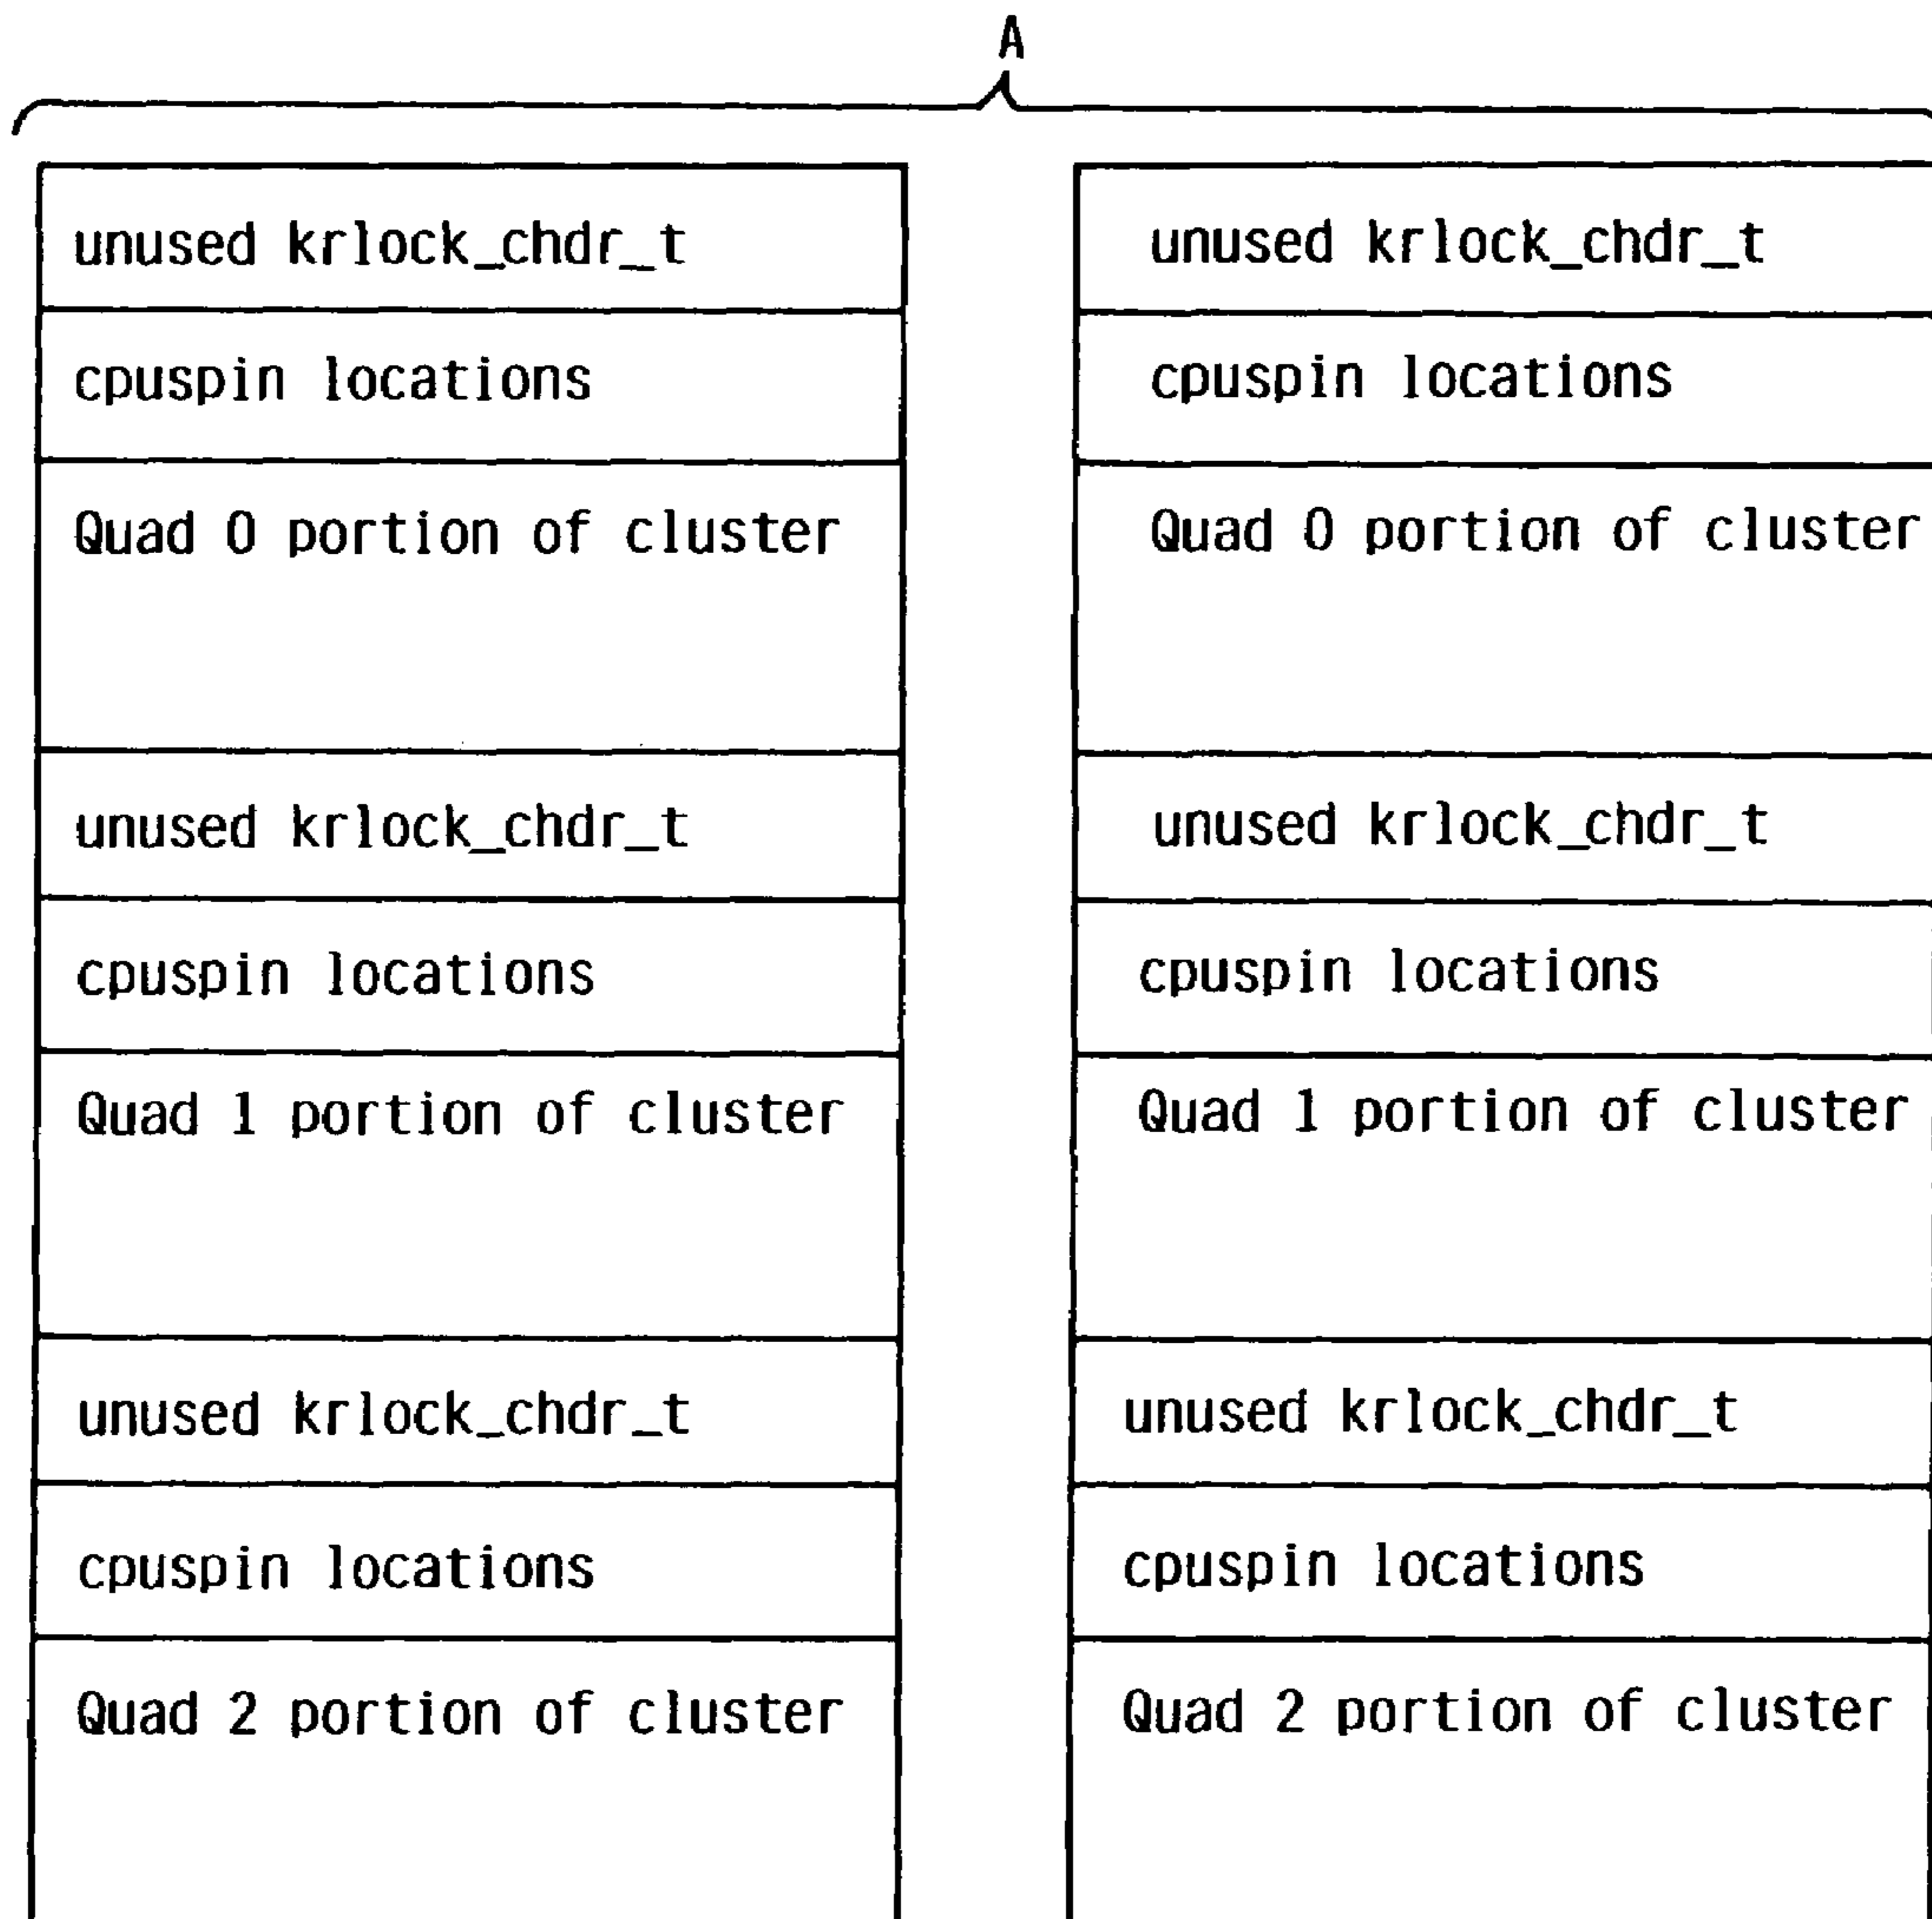 A
unused krlock_chdr_t
cpuspin locations
Quad 0 portion of cluster
unused krlock_chdr_t
cpuspin locations
Quad 1 portion of cluster
unused krlock_chdr_t
cpuspin locations
Quad 2 portion of cluster
unused krlock_chdr_t
cpuspin locations
Quad 0 portion of cluster
unused krlock_chdr_t
cpuspin locations
Quad 1 portion of cluster
unused krlock_chdr_t
cpuspin locations
Quad 2 portion of cluster